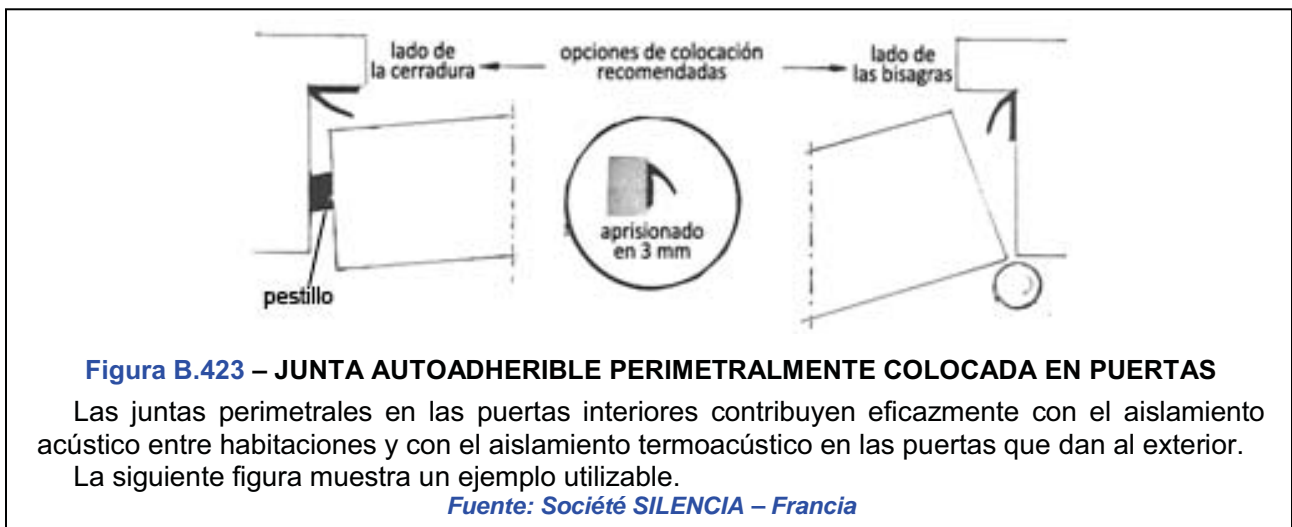 lado de
la cerradura
opciones de colocación
recomendadas
lado de
las bisagras
aprisionado
en 3 mm
pestillo
Figura B.423 – JUNTA AUTOADHERIBLE PERIMETRALMENTE COLOCADA EN PUERTAS
Las juntas perimetrales en las puertas interiores contribuyen eficazmente con el aislamiento
acústico entre habitaciones y con el aislamiento termoacústico en las puertas que dan al exterior.
La siguiente figura muestra un ejemplo utilizable.
Fuente: Société SILENCIA – Francia